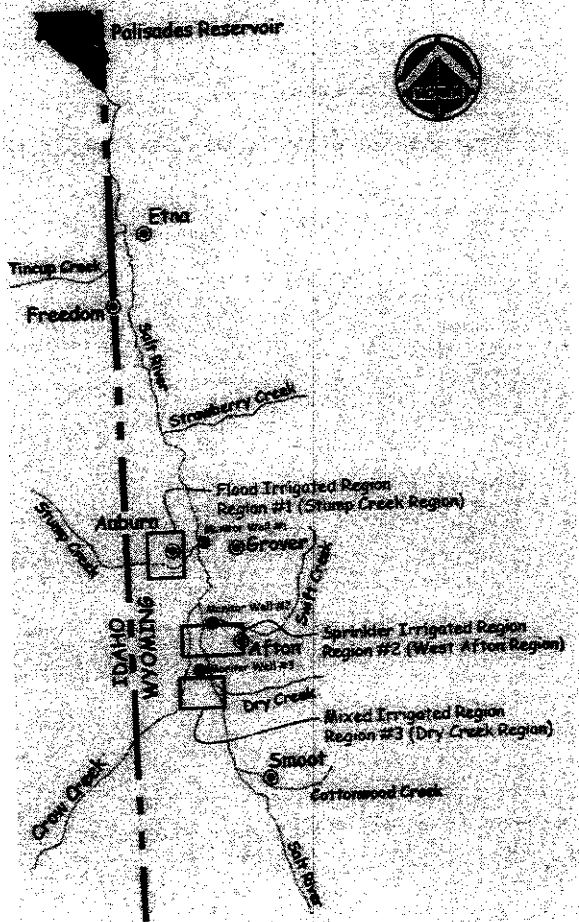 Palisades Reservoir
Etna
Tincup Creek
Freedom
Salt River
Strawberry Creek
Flood Irrigated Region
Region #1 (Stump Creek Region)
Stump Creek
Auburn
Monitor Well #1
Grover
Swift Creek
Monitor Well #2
IDAHO
WYOMING
Sprinkler Irrigated Region
Region #2 (West Afton Region)
Afton
Monitor Well #3
Dry Creek
Mixed Irrigated Region
Region #3 (Dry Creek Region)
Smoot
Cottonwood Creek
Crow Creek
Salt River